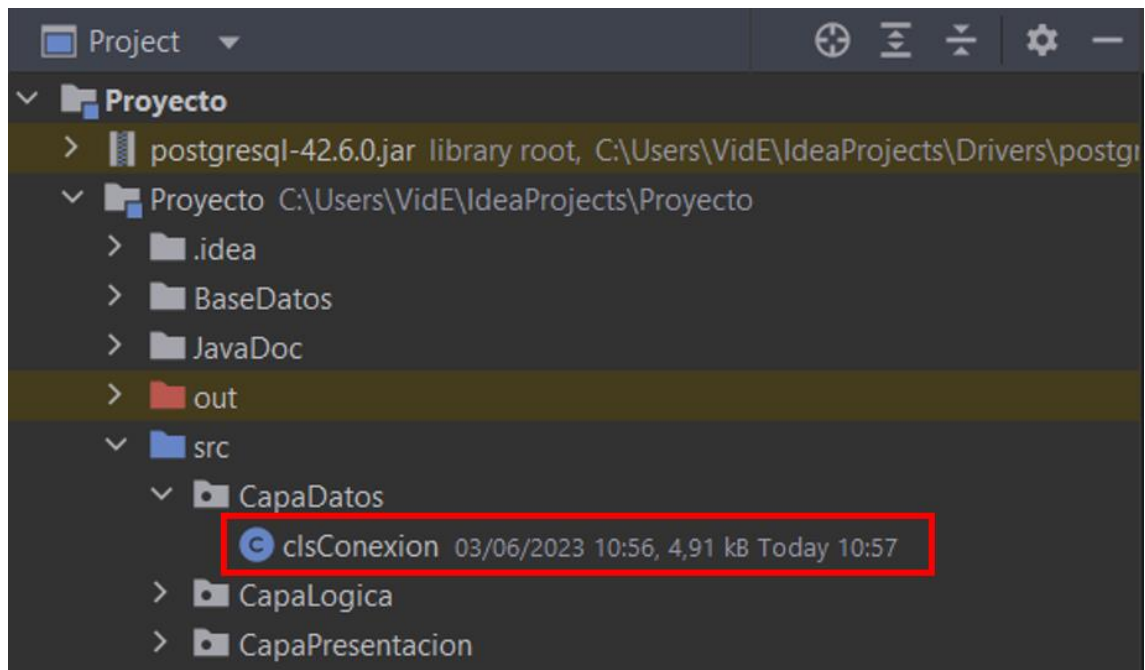 Project
Proyecto
postgresql-42.6.0.jar library root, C:\Users\VidE\IdeaProjects\Drivers\postgr
Proyecto C:\Users\VidE\IdeaProjects\Proyecto
.idea
BaseDatos
JavaDoc
out
src
CapaDatos
C clsConexion 03/06/2023 10:56, 4,91 kB Today 10:57
CapaLogica
CapaPresentacion